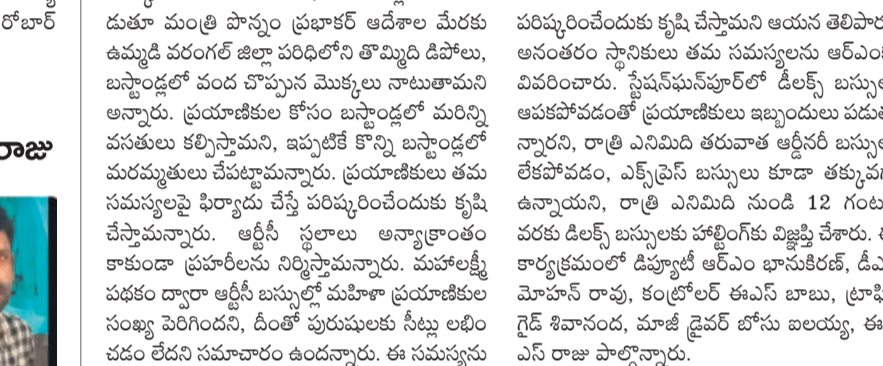 రోబార్
రాజు
డుతూ మంత్రి పొన్నం ప్రభాకర్ ఆదేశాల మేరకు
ఉమ్మడి వరంగల్ జిల్లా పరిధిలోని తొమ్మిది డిపోలు,
బస్టాండ్లలో వంద చొప్పున మొక్కలు నాటుతామని
అన్నారు. ప్రయాణికుల కోసం బస్టాండ్లలో మరిన్ని
వసతులు కల్పిస్తామని, ఇప్పటికే కొన్ని బస్టాండ్లలో
మరమ్మతులు చేపట్టామన్నారు. ప్రయాణికులు తమ
సమస్యలపై ఫిర్యాదు చేస్తే పరిష్కరించేందుకు కృషి
చేస్తామన్నారు. ఆర్టీసీ స్థలాలు అన్యాక్రాంతం
కాకుండా ప్రహరీలను నిర్మిస్తామన్నారు. మహాలక్ష్మీ
పథకం ద్వారా ఆర్టీసీ బస్సుల్లో మహిళా ప్రయాణికుల
సంఖ్య పెరిగిందని, దీంతో పురుషులకు సీట్లు లభిం
చడం లేదని సమాచారం ఉందన్నారు. ఈ సమస్యను
పరిష్కరించేందుకు కృషి చేస్తామని ఆయన తెలిపార
అనంతరం స్థానికులు తమ సమస్యలను ఆర్ఎం
వివరించారు. స్టేషన్‌ఘన్‌పూర్‌లో డీలక్స్ బస్సుల
ఆపకపోవడంతో ప్రయాణికులు ఇబ్బందులు పడుత
న్నారని, రాత్రి ఎనిమిది తరువాత ఆర్డీనరీ బస్సుల
లేకపోవడం, ఎక్స్‌ప్రెస్ బస్సులు కూడా తక్కువగ
ఉన్నాయని, రాత్రి ఎనిమిది నుండి 12 గంట
వరకు డిలక్స్ బస్సులకు హాల్టింగ్‌కు విజ్ఞప్తి చేశారు.
కార్యక్రమంలో డిప్యూటీ ఆర్ఎం భానుకిరణ్, డీఎ
మోహన్ రావు, కంట్రోలర్ ఈఎస్ బాబు, ట్రాఫి
గైడ్ శివానంద, మాజీ డ్రైవర్ బోసు ఐలయ్య, ఈ
ఎస్ రాజు పాల్గొన్నారు.